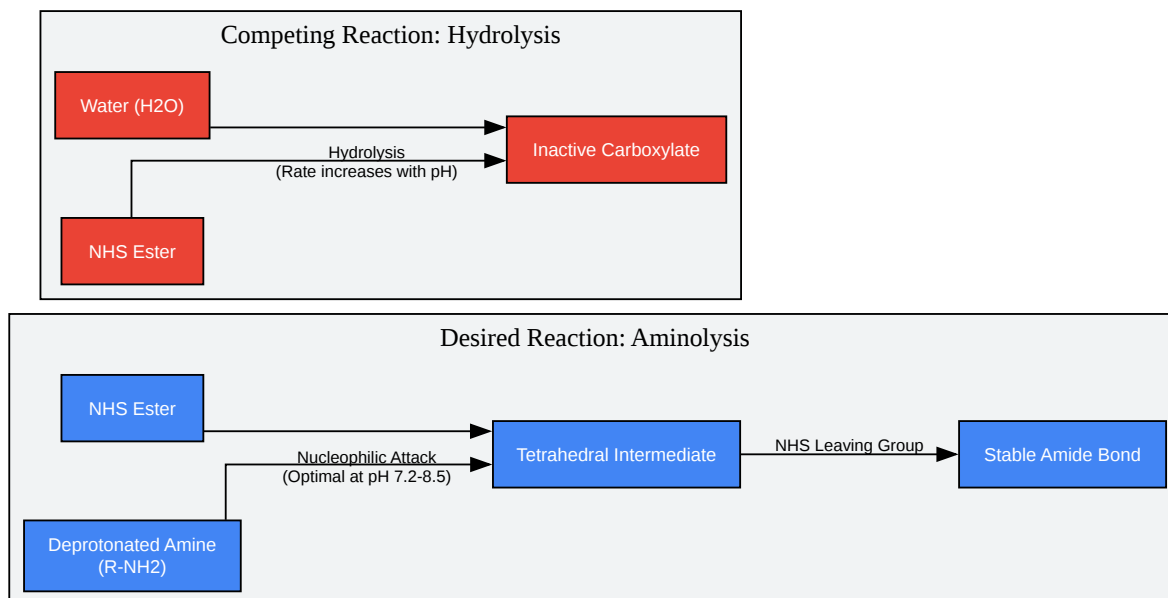 Competing Reaction: Hydrolysis
Water (H2O)
Hydrolysis
(Rate increases with pH)
Inactive Carboxylate
NHS Ester
Desired Reaction: Aminolysis
NHS Ester
Nucleophilic Attack
(Optimal at pH 7.2-8.5)
Tetrahedral Intermediate
NHS Leaving Group
Stable Amide Bond
Deprotonated Amine
(R-NH2)